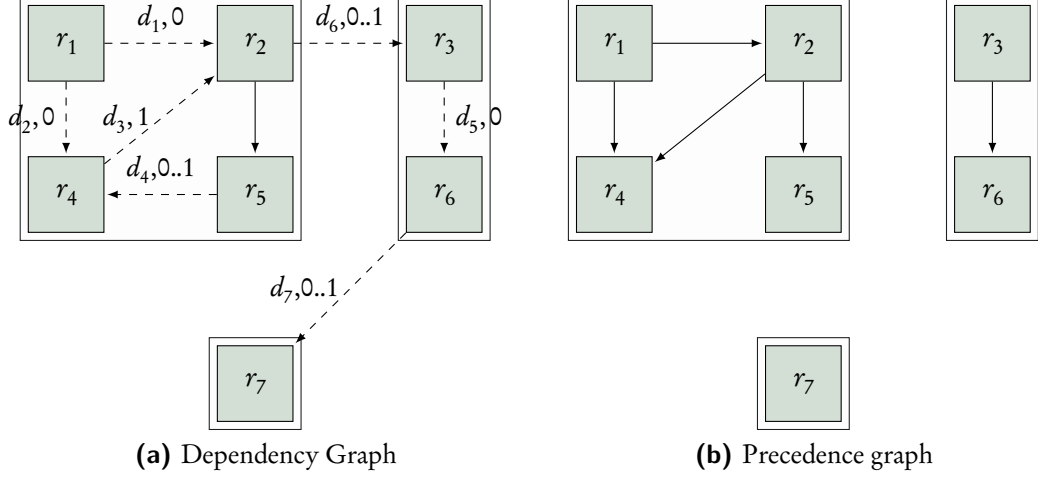 r1 d1,0 r2 d6,0..1 r3
d2,0 d3,1 d5,0
r4 d4,0..1 r5 r6
d7,0..1
r7
(a) Dependency Graph
r1 r2 r3
r4 r5 r6
r7
(b) Precedence graph